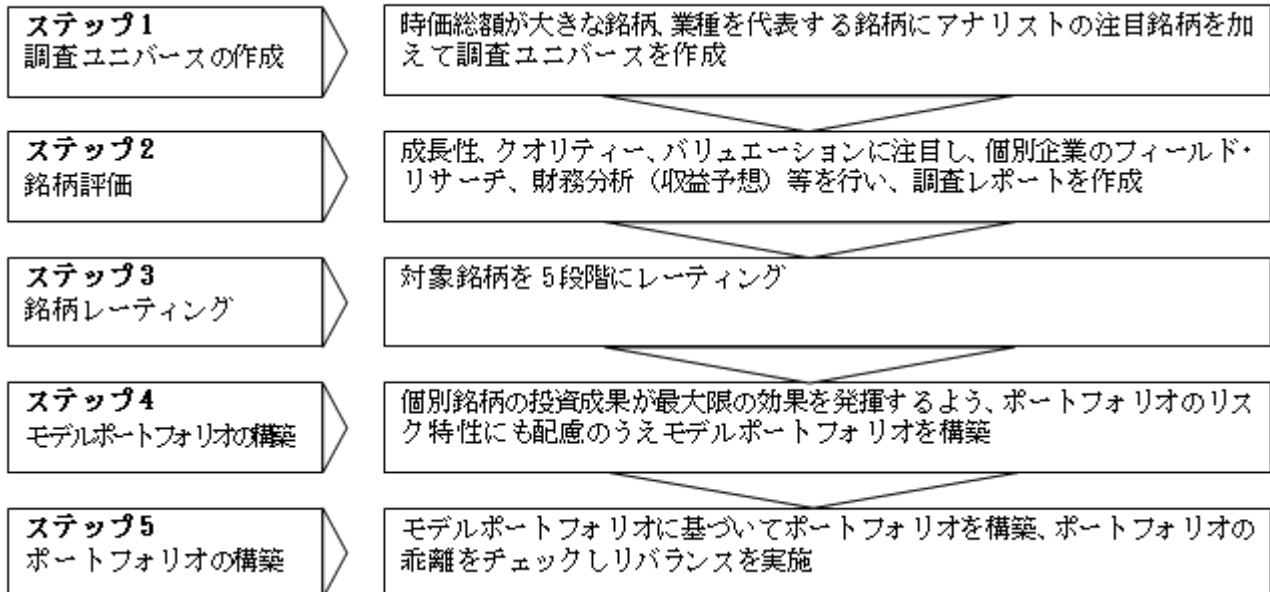 ステップ1
調査ユニバースの作成
時価総額が大きな銘柄、業種を代表する銘柄にアナリストの注目銘柄を加
えて調査ユニバースを作成
ステップ2
銘柄評価
成長性、クオリティー、バリュエーションに注目し、個別企業のフィールド・
リサーチ、財務分析（収益予想）等を行い、調査レポートを作成
ステップ3
銘柄レーティング
対象銘柄を5段階にレーティング
ステップ4
モデルポートフォリオの構築
個別銘柄の投資成果が最大限の効果を発揮するよう、ポートフォリオのリス
ク特性にも配慮のうえモデルポートフォリオを構築
ステップ5
ポートフォリオの構築
モデルポートフォリオに基づいてポートフォリオを構築、ポートフォリオの
乖離をチェックしリバランスを実施